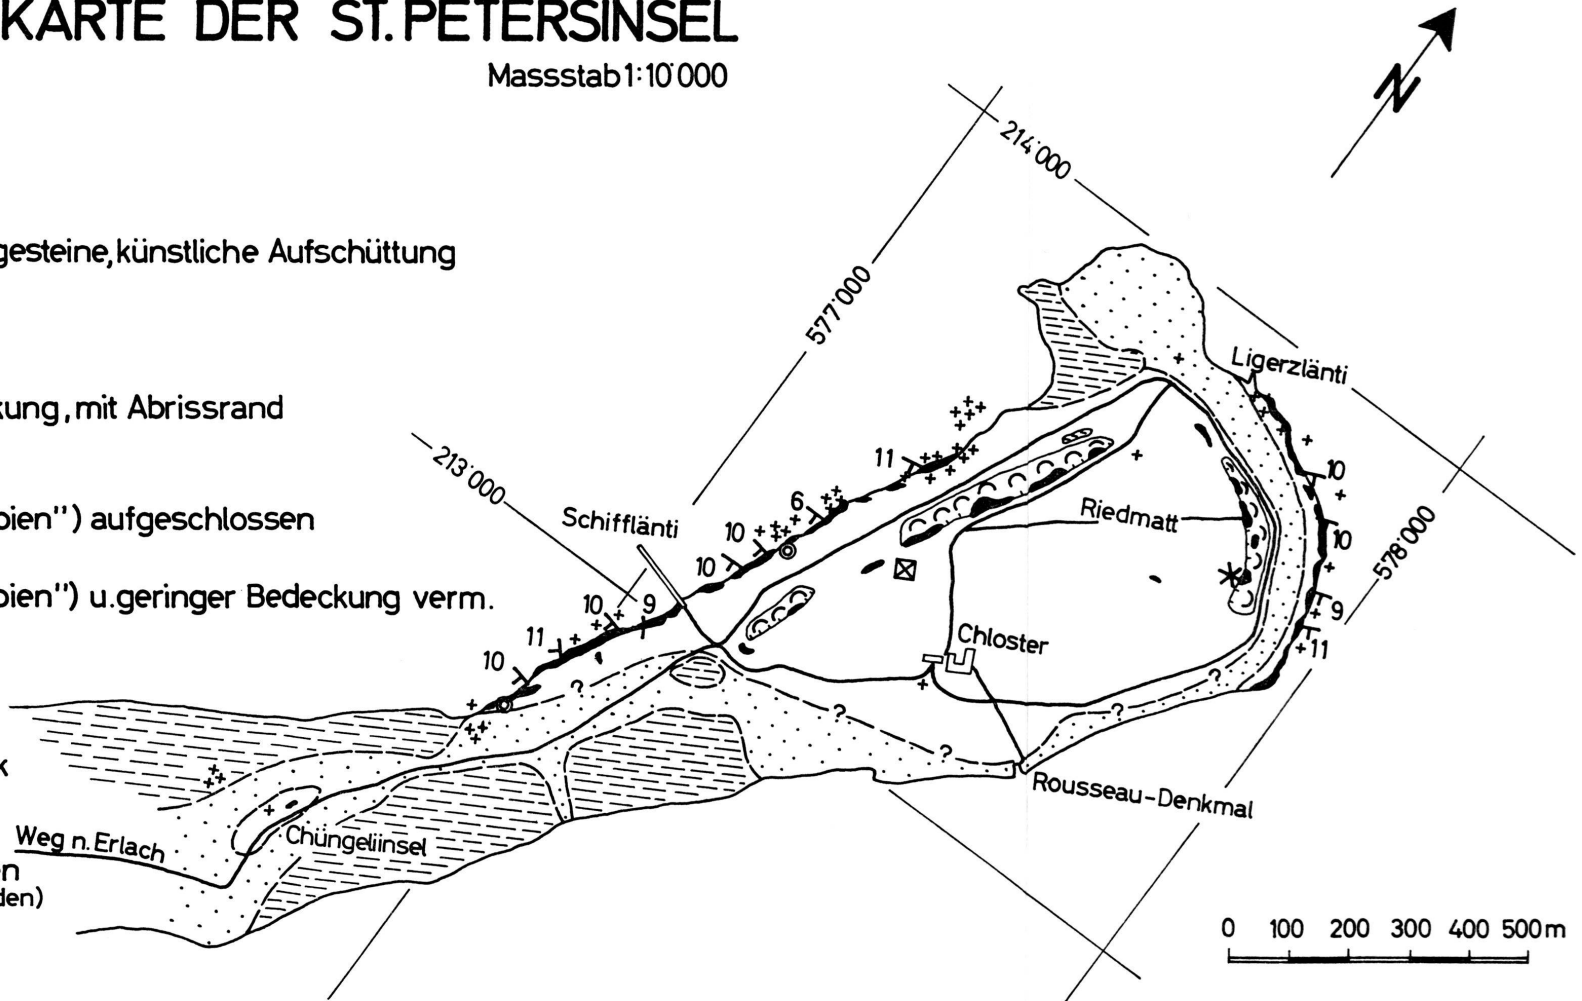 KARTE DER ST. PETERSINSEL
Massstab 1:10'000
N
214'000
gesteine, künstliche Aufschüttung
577'000
Ligerzlänti
kung, mit Abrissrand
213'000
11
10
Riedmatt
bien") aufgeschlossen
Schifflänti
6
10
10
10
578'000
bien") u. geringer Bedeckung verm.
10
9
9
11
10
Chloster
11
?
?
?
?
?
k
Rousseau-Denkmal
Weg n. Erlach
Chüngeliinsel
n
den)
0 100 200 300 400 500 m